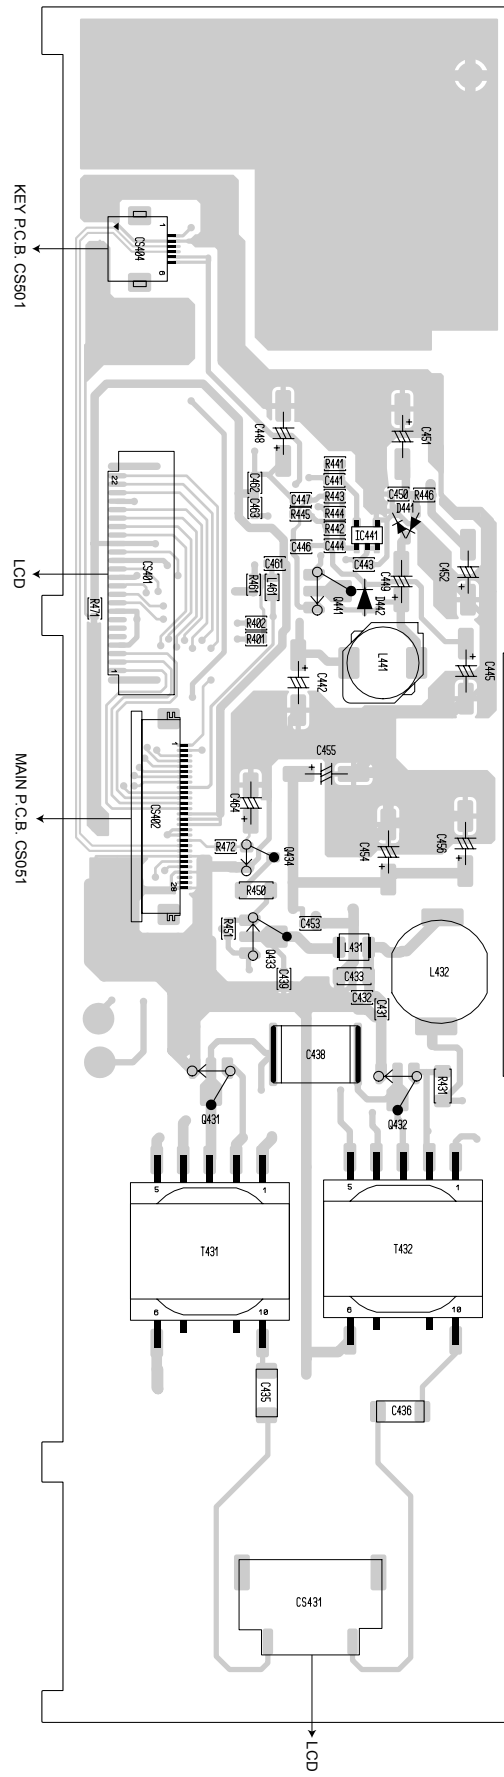 KEY P.C.B. CS501
1
CS404
6
C451
C448
R441
C441
C450
R446
C462
C447
R443
D441
C463
R445
R444
R442
IC441
C446
C444
C452
22
C461
C443
C449
LCD
CS401
R461
L461
Q441
D442
R471
R402
R401
L441
C445
C442
1
MAIN P.C.B. CS051
1
CS402
28
C455
C464
C454
C456
R472
Q434
R450
R451
C453
L431
L432
Q433
C439
C433
C432
C431
C438
R431
Q431
Q432
5
1
5
1
T431
T432
6
10
6
10
C435
C436
CS431
LCD